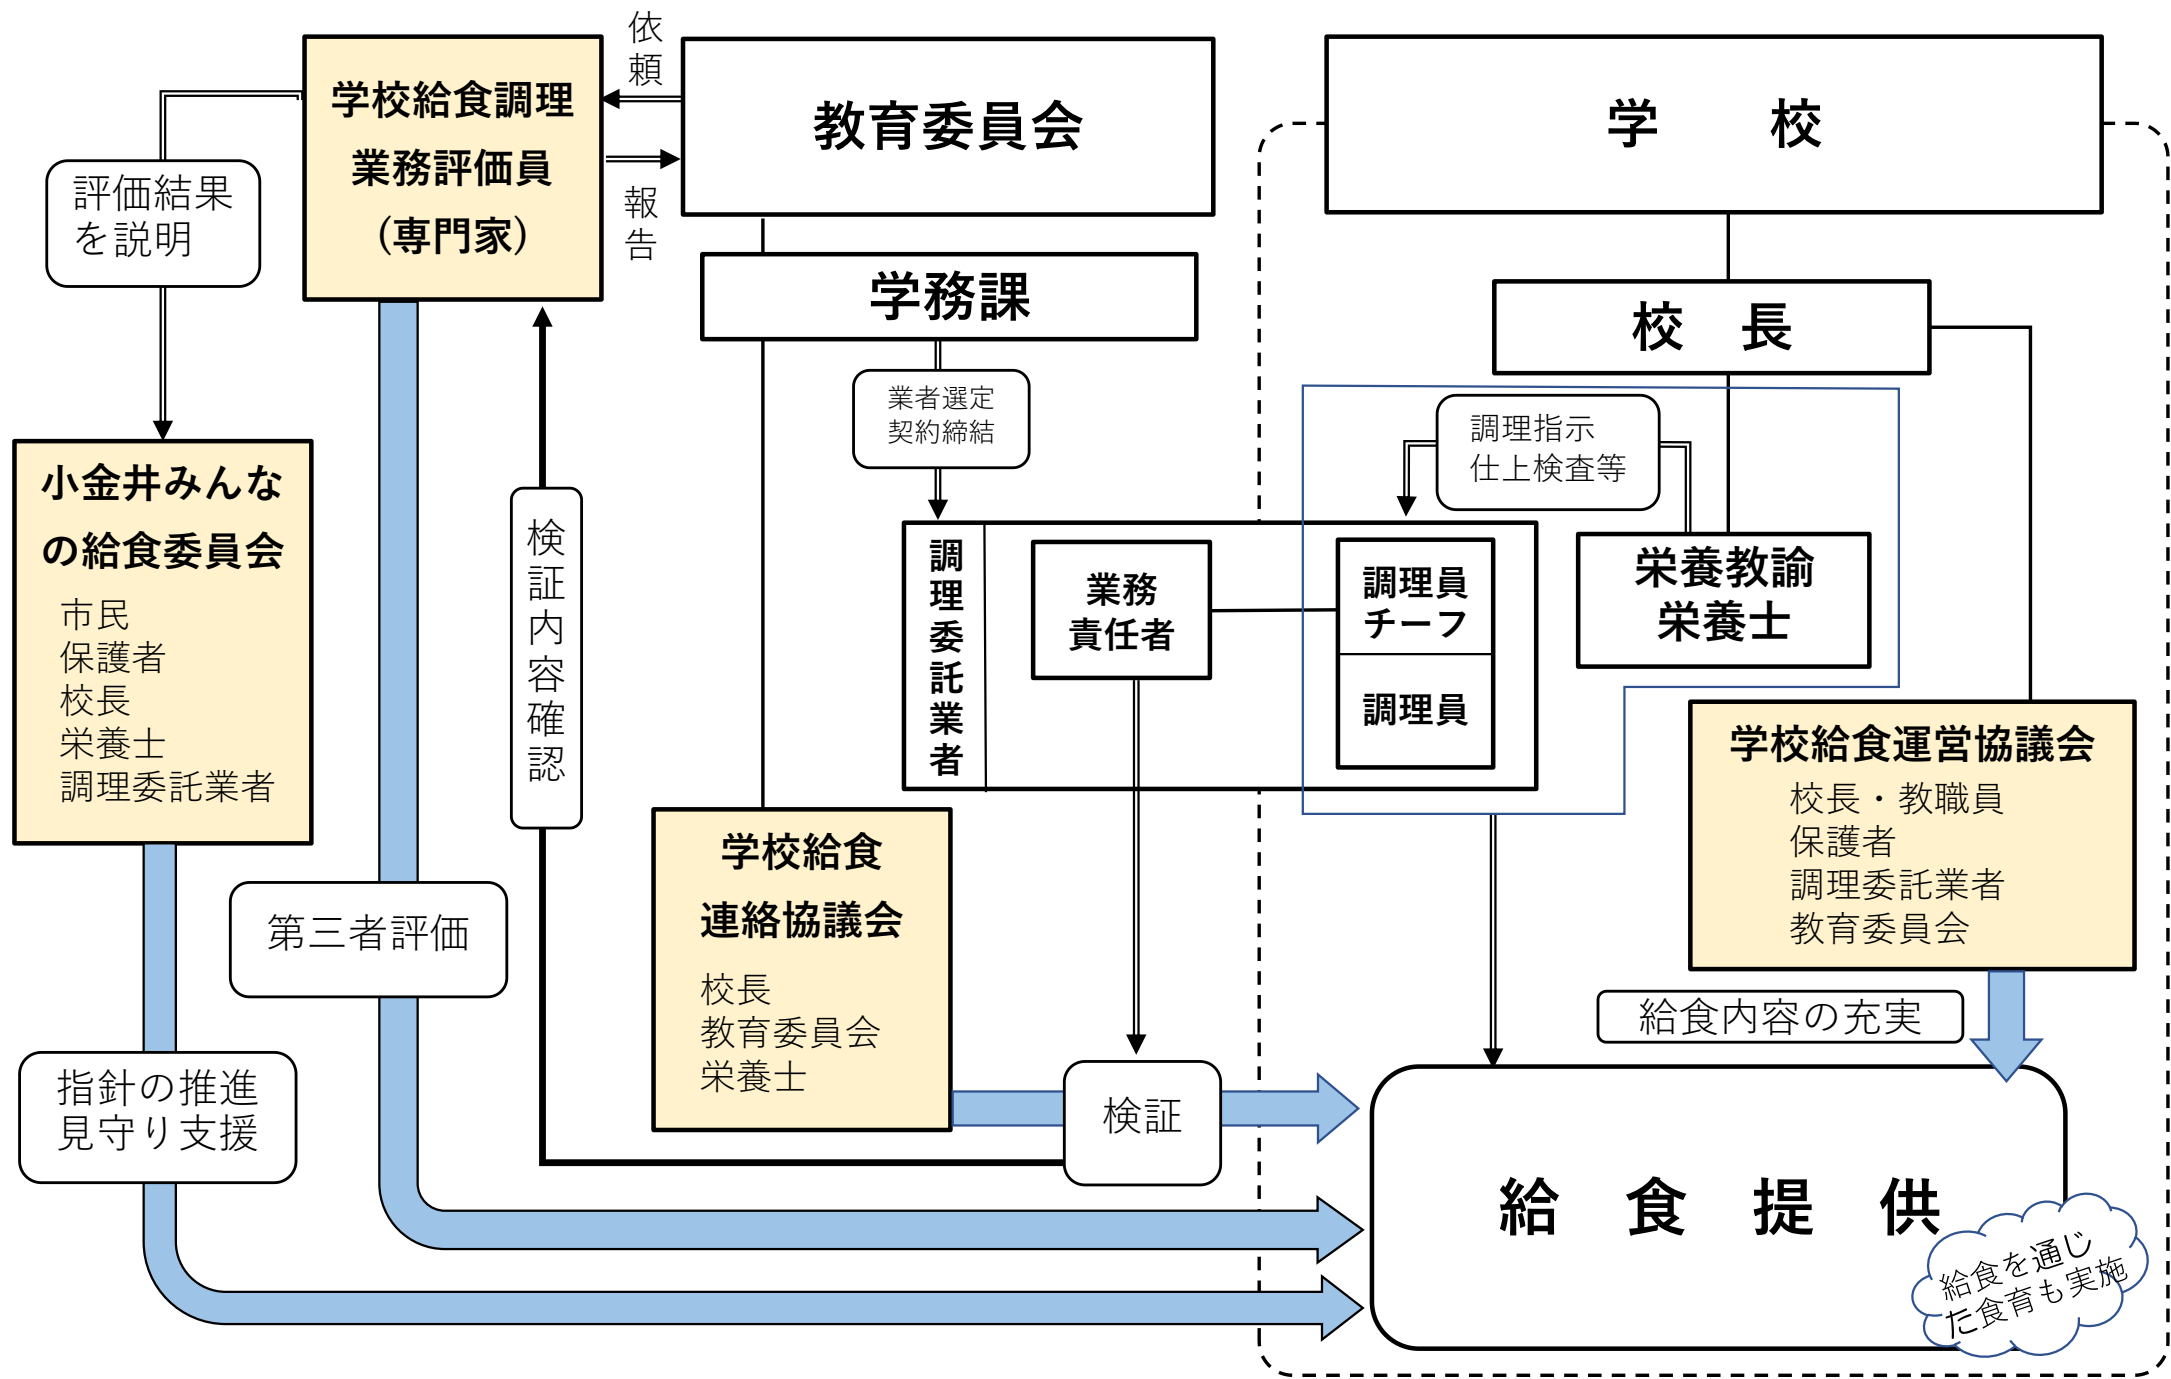 学校給食調理
業務評価員
（専門家）
依
頼
報
告
教育委員会
学　校
評価結果
を説明
学務課
校　長
業者選定
契約締結
調理指示
仕上検査等
小金井みんな
の給食委員会
市民
保護者
校長
栄養士
調理委託業者
検
証
内
容
確
認
調
理
委
託
業
者
業務
責任者
調理員
チーフ
調理員
栄養教諭
栄養士
学校給食運営協議会
校長・教職員
保護者
調理委託業者
教育委員会
学校給食
連絡協議会
校長
教育委員会
栄養士
第三者評価
給食内容の充実
指針の推進
見守り支援
検証
給　食　提　供
給食を通じ
た食育も実施